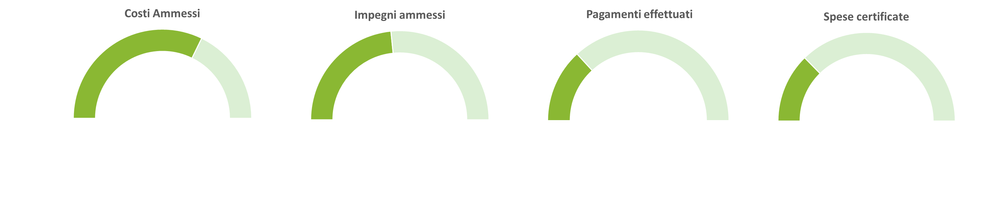 Costi Ammessi
Impegni ammessi
Pagamenti effettuati
Spese certificate